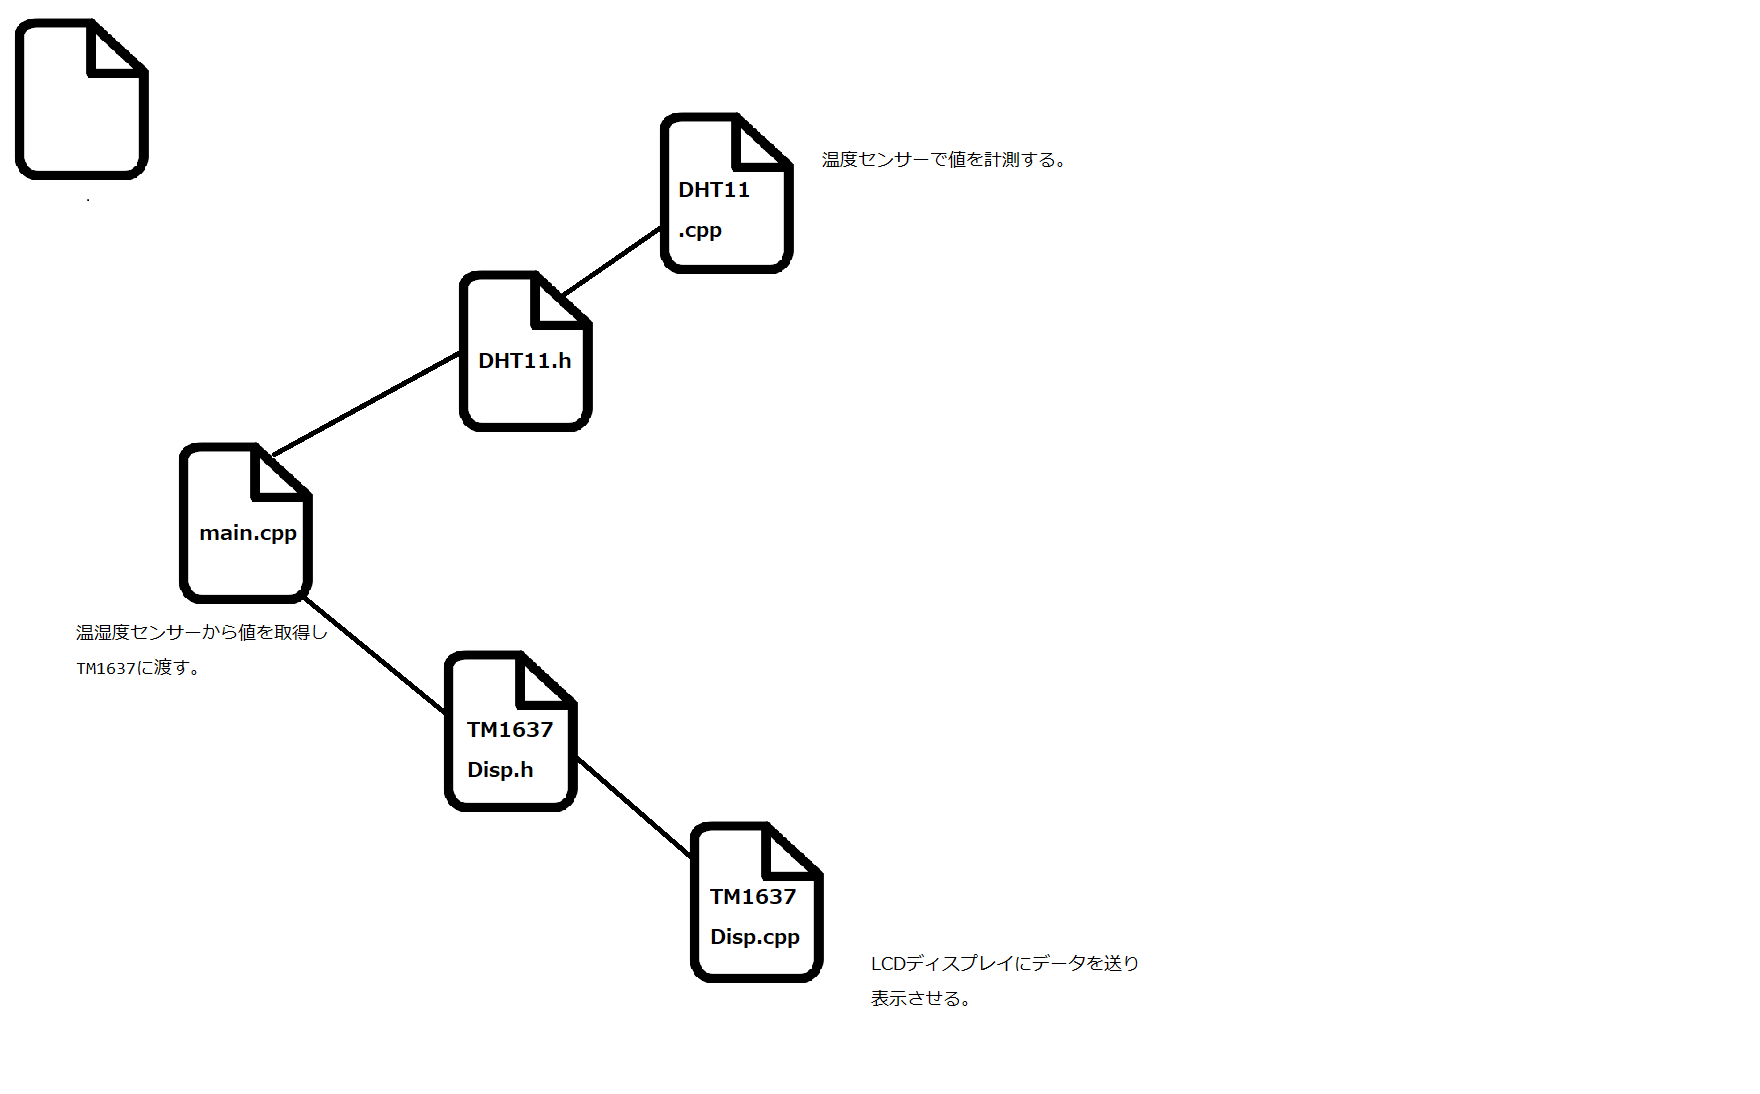 DHT11
.cpp
温度センサーで値を計測する。
DHT11.h
main.cpp
温湿度センサーから値を取得し
TM1637に渡す。
TM1637
Disp.h
TM1637
Disp.cpp
LCDディスプレイにデータを送り
表示させる。